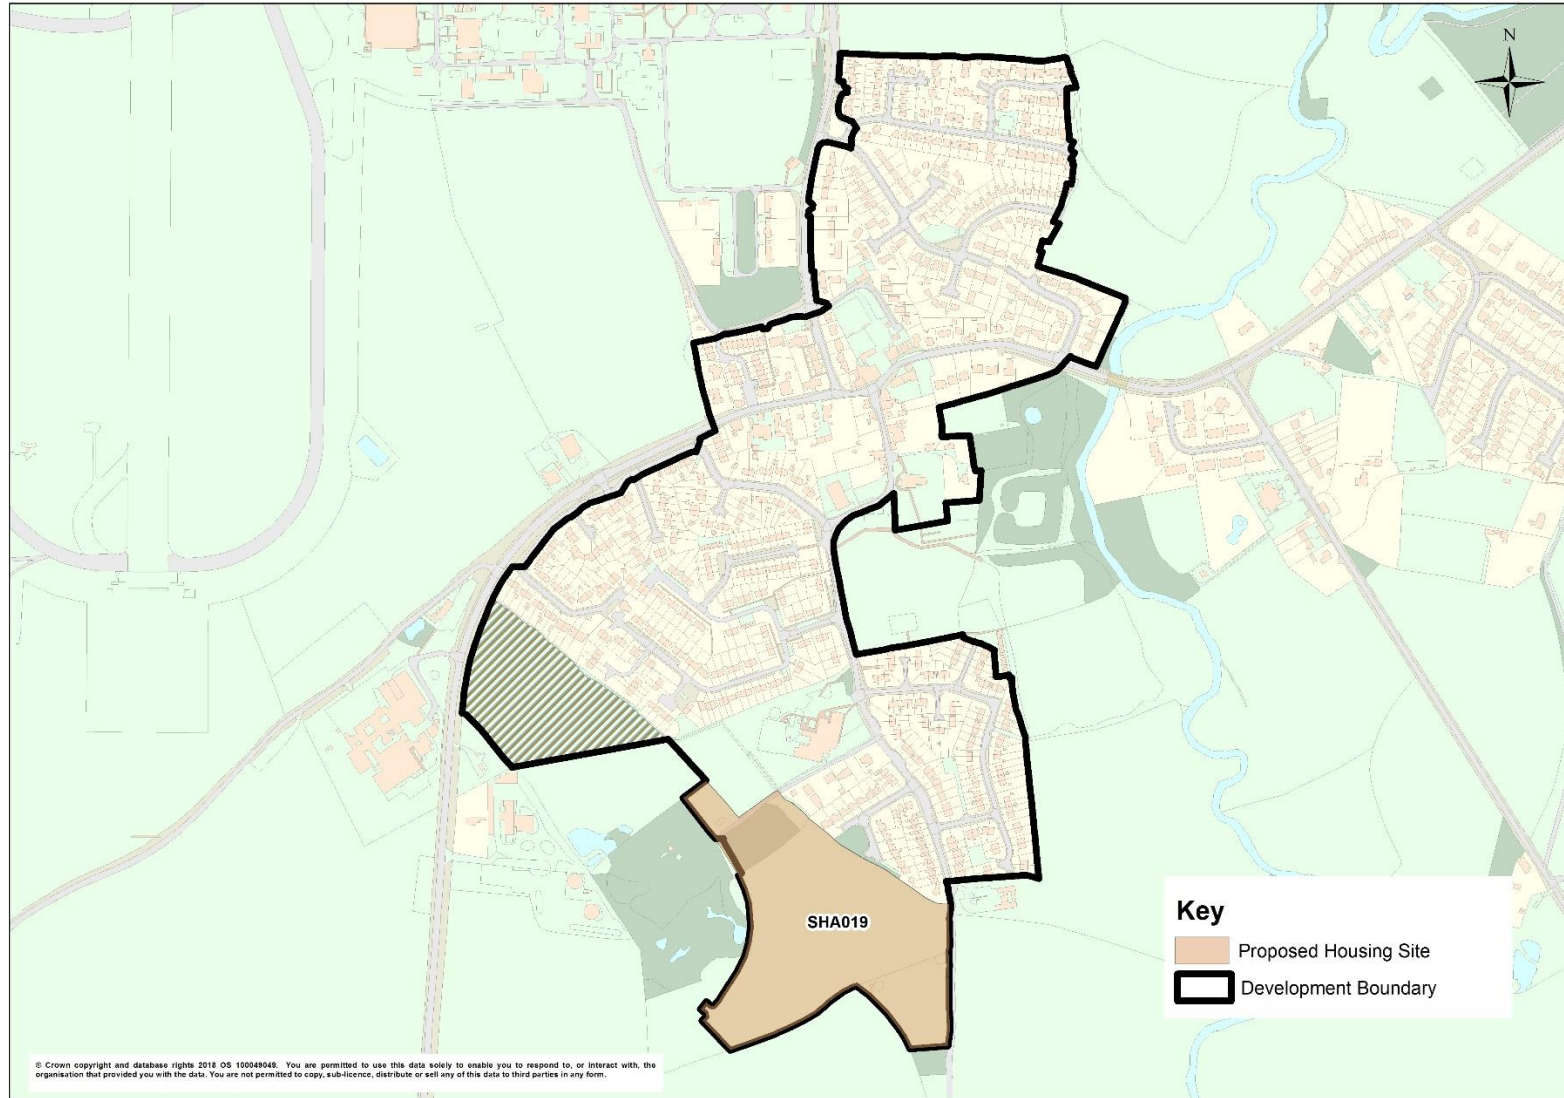 N
SHA019
Key
Proposed Housing Site
Development Boundary
© Crown copyright and database rights 2018 OS 100049049. You are permitted to use this data solely to enable you to respond to, or interact with, the
organisation that provided you with the data. You are not permitted to copy, sub-licence, distribute or sell any of this data to third parties in any form.